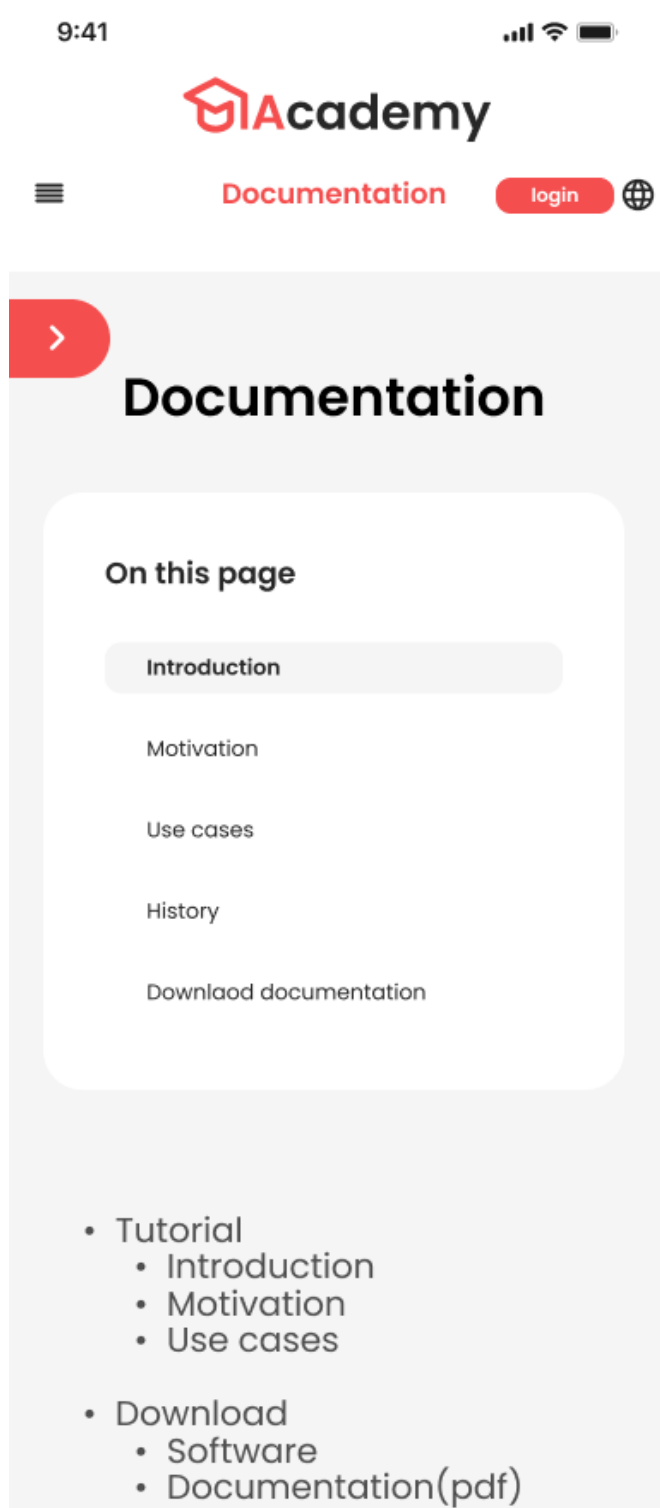 9:41
Academy
Documentation
login
Documentation
On this page
Introduction
Motivation
Use cases
History
Downlaod documentation
• Tutorial
• Introduction
• Motivation
• Use cases
• Download
• Software
• Documentation(pdf)